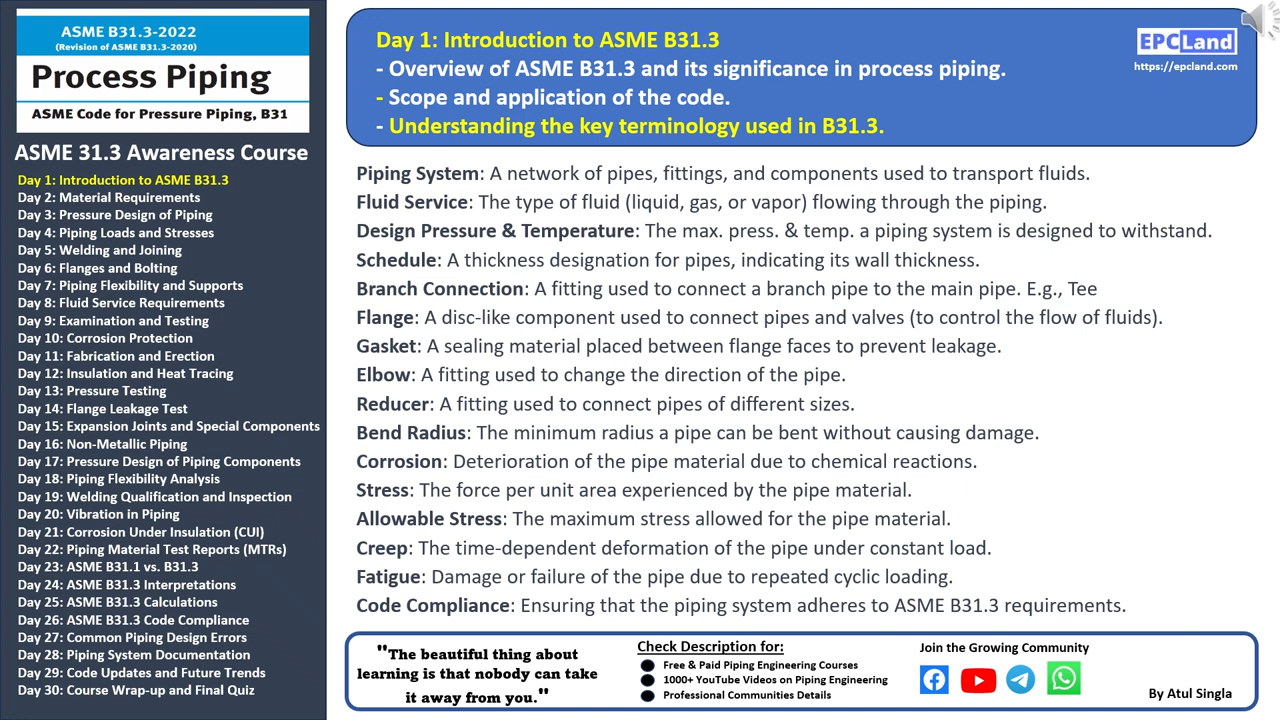 ASME B31.3-2022
(Revision of ASME B31.3-2020)
Process Piping
ASME Code for Pressure Piping, B31
ASME 31.3 Awareness Course
Day 1: Introduction to ASME B31.3
Day 2: Material Requirements
Day 3: Pressure Design of Piping
Day 4: Piping Loads and Stresses
Day 5: Welding and Joining
Day 6: Flanges and Bolting
Day 7: Piping Flexibility and Supports
Day 8: Fluid Service Requirements
Day 9: Examination and Testing
Day 10: Corrosion Protection
Day 11: Fabrication and Erection
Day 12: Insulation and Heat Tracing
Day 13: Pressure Testing
Day 14: Flange Leakage Test
Day 15: Expansion Joints and Special Components
Day 16: Non-Metallic Piping
Day 17: Pressure Design of Piping Components
Day 18: Piping Flexibility Analysis
Day 19: Welding Qualification and Inspection
Day 20: Vibration in Piping
Day 21: Corrosion Under Insulation (CUI)
Day 22: Piping Material Test Reports (MTRs)
Day 23: ASME B31.1 vs. B31.3
Day 24: ASME B31.3 Interpretations
Day 25: ASME B31.3 Calculations
Day 26: ASME B31.3 Code Compliance
Day 27: Common Piping Design Errors
Day 28: Piping System Documentation
Day 29: Code Updates and Future Trends
Day 30: Course Wrap-up and Final Quiz
Day 1: Introduction to ASME B31.3
- Overview of ASME B31.3 and its significance in process piping.
- Scope and application of the code.
- Understanding the key terminology used in B31.3.
EPCLand
https://epcland.com
Piping System: A network of pipes, fittings, and components used to transport fluids.
Fluid Service: The type of fluid (liquid, gas, or vapor) flowing through the piping.
Design Pressure & Temperature: The max. press. & temp. a piping system is designed to withstand.
Schedule: A thickness designation for pipes, indicating its wall thickness.
Branch Connection: A fitting used to connect a branch pipe to the main pipe. E.g., Tee
Flange: A disc-like component used to connect pipes and valves (to control the flow of fluids).
Gasket: A sealing material placed between flange faces to prevent leakage.
Elbow: A fitting used to change the direction of the pipe.
Reducer: A fitting used to connect pipes of different sizes.
Bend Radius: The minimum radius a pipe can be bent without causing damage.
Corrosion: Deterioration of the pipe material due to chemical reactions.
Stress: The force per unit area experienced by the pipe material.
Allowable Stress: The maximum stress allowed for the pipe material.
Creep: The time-dependent deformation of the pipe under constant load.
Fatigue: Damage or failure of the pipe due to repeated cyclic loading.
Code Compliance: Ensuring that the piping system adheres to ASME B31.3 requirements.
"The beautiful thing about
learning is that nobody can take
it away from you."
Check Description for:
● Free & Paid Piping Engineering Courses
● 1000+ YouTube Videos on Piping Engineering
● Professional Communities Details
Join the Growing Community
By Atul Singla